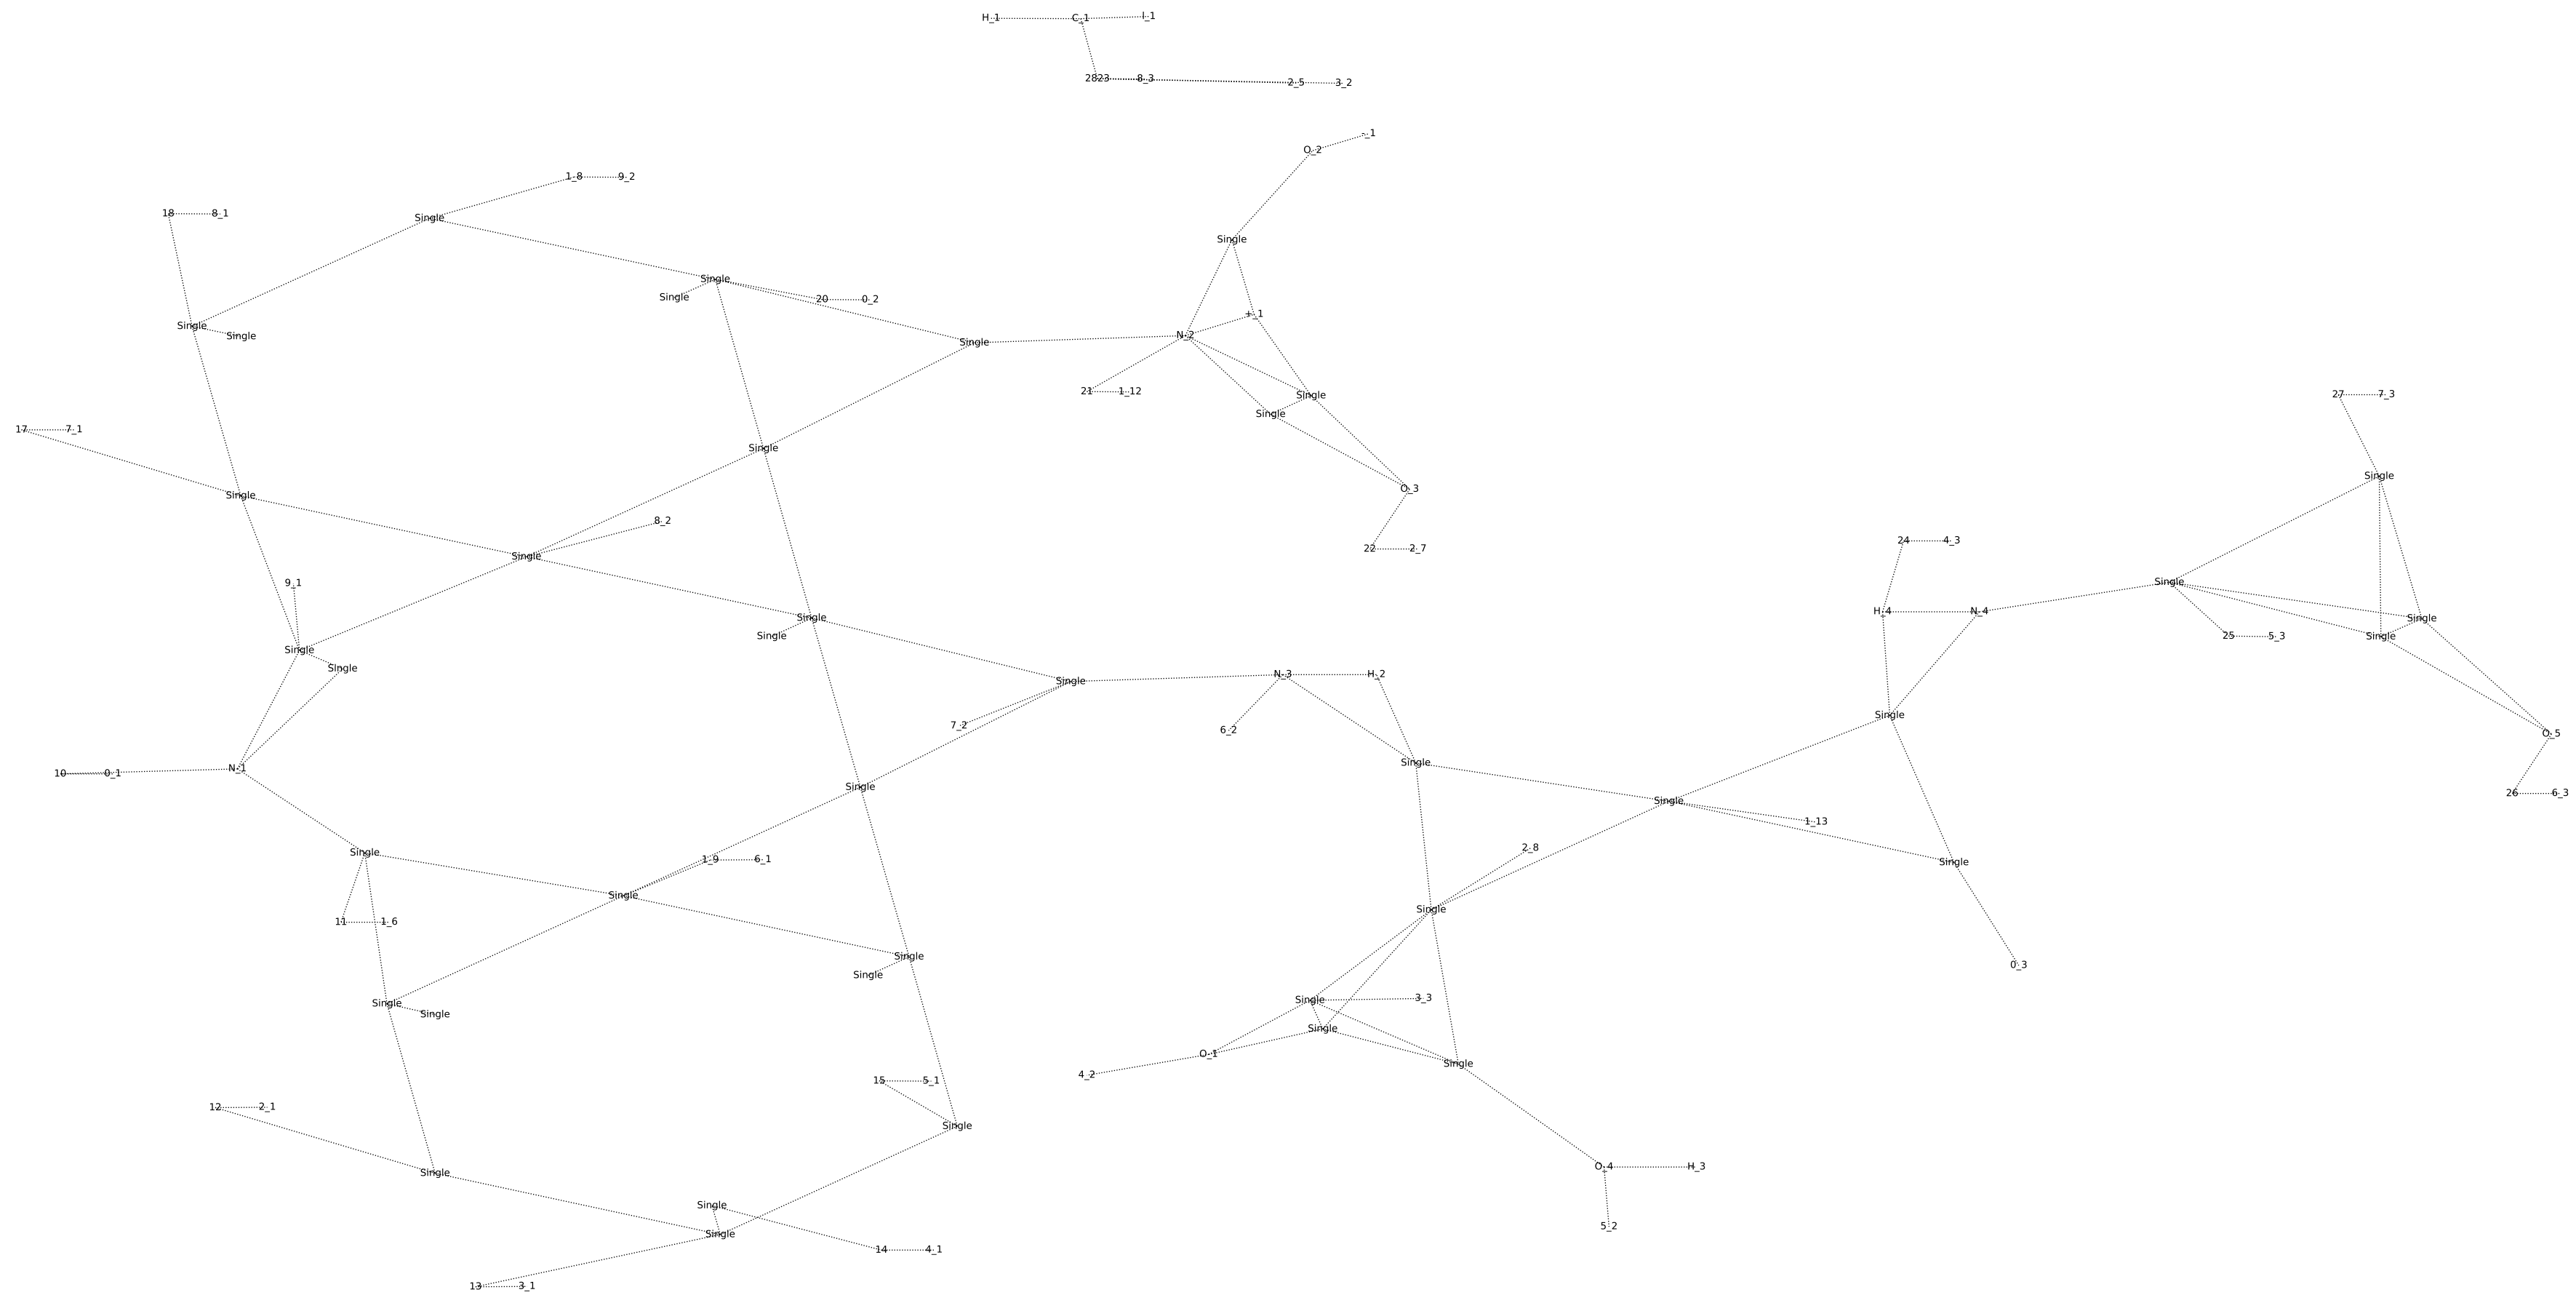 H_1 C_1 I_1
2823 8_3 2_5 3_2
-_1
O_2
1_8 9_2
18 8_1
Single
Single
Single
Single
20 0_2
+_1
Single
Single
N_2
Single
21 1_12
27 7_3
Single
Single
17 7_1
Single
Single
O_3
Single
8_2
24 4_3
22 2_7
Single
9_1
Single
H_4 N_4
Single
Single
Single
25 5_3
Single
Single
Single
N_3 H_2
Single
Single
7_2
6_2
O_5
Single
N_1
10 0_1
Single
26 6_3
Single
1_13
2_8
Single
1_9 6_1
Single
Single
Single
11 1_6
Single
0_3
Single
3_3
Single
Single
Single
Single
O_1
Single
4_2
15 5_1
12 2_1
Single
O_4 H_3
Single
Single
5_2
Single
14 4_1
13 3_1